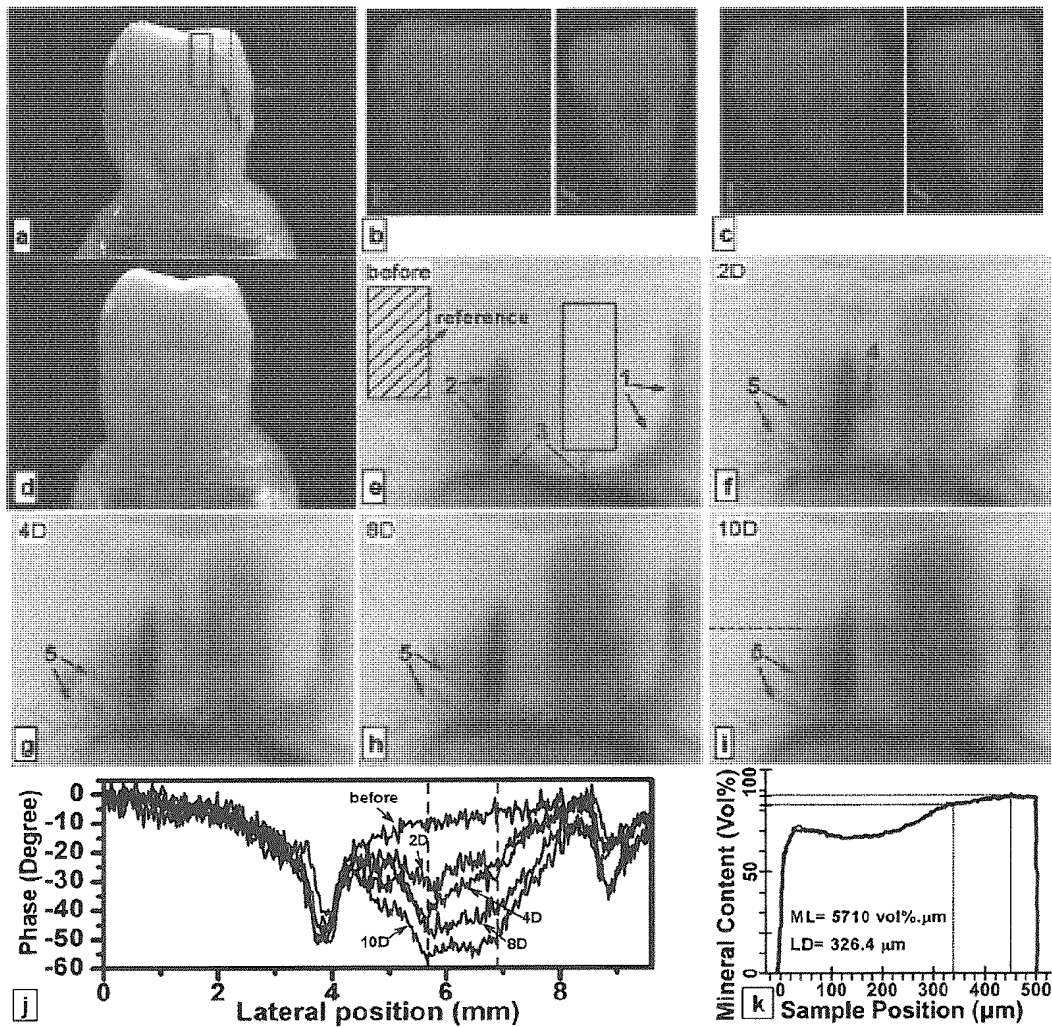 a
b
c
d
before
reference
2
1
3
e
2D
4
5
f
4D
5
g
8D
5
h
10D
5
i
Phase (Degree)
0
-10
-20
-30
-40
-50
-60
before
2D
4D
8D
10D
0 2 4 6 8
Lateral position (mm)
j
Mineral Content (Vol%)
100
50
0
ML= 5710 vol%.μm
LD= 326.4 μm
0 100 200 300 400 500
Sample Position (μm)
k